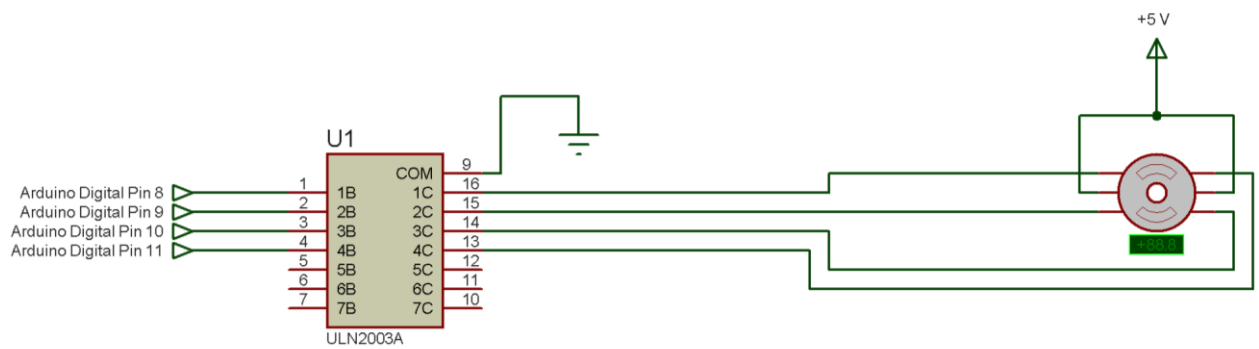 +5 V
U1
COM 9
Arduino Digital Pin 8 1 1B 1C 16
Arduino Digital Pin 9 2 2B 2C 15
Arduino Digital Pin 10 3 3B 3C 14
Arduino Digital Pin 11 4 4B 4C 13
5 5B 5C 12
6 6B 6C 11
7 7B 7C 10
ULN2003A
+88.8